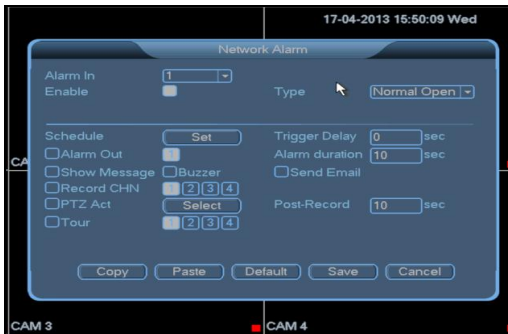 17-04-2013 15:50:09 Wed
Network Alarm
Alarm In 1
Enable Type Normal Open
Schedule Set Trigger Delay 0 sec
Alarm Out 1 Alarm duration 10 sec
CA
Show Message Buzzer Send Email
Record CHN 1 2 3 4
PTZ Act Select Post-Record 10 sec
Tour 1 2 3 4
Copy Paste Default Save Cancel
CAM 3 CAM 4